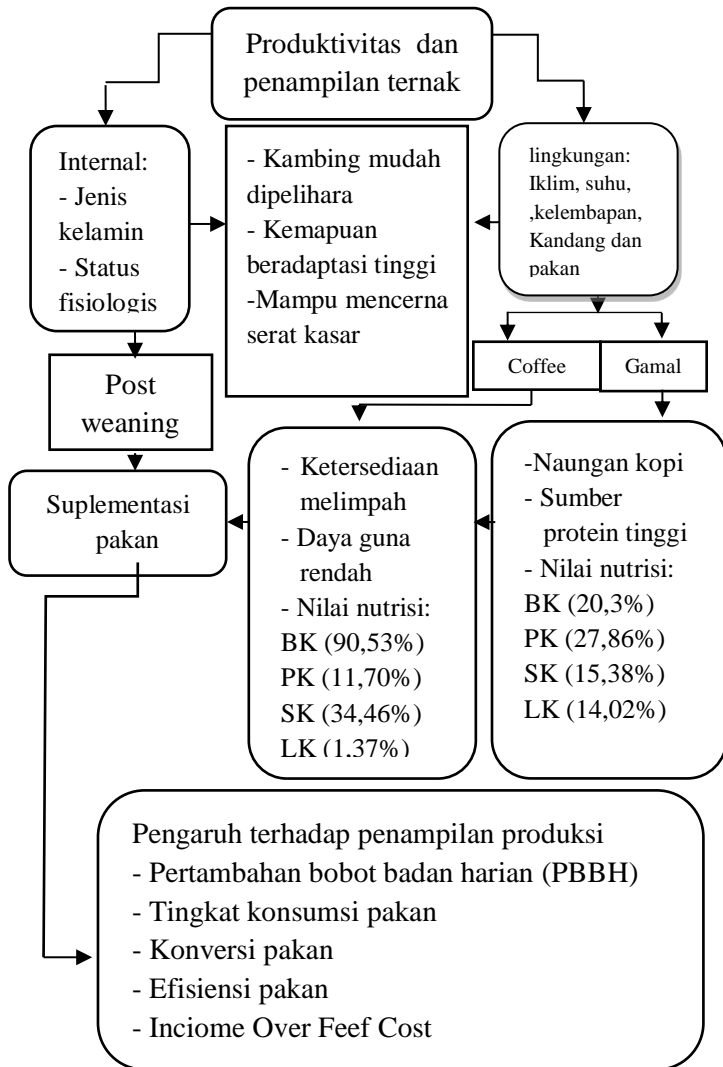 Produktivitas dan
penampilan ternak
Internal:
- Jenis
kelamin
- Status
fisiologis
- Kambing mudah
dipelihara
- Kemapuan
beradaptasi tinggi
-Mampu mencerna
serat kasar
lingkungan:
Iklim, suhu,
,kelembapan,
Kandang dan
pakan
Post
weaning
Coffee
Gamal
Suplementasi
pakan
- Ketersediaan
melimpah
- Daya guna
rendah
- Nilai nutrisi:
BK (90,53%)
PK (11,70%)
SK (34,46%)
LK (1,37%)
-Naungan kopi
- Sumber
protein tinggi
- Nilai nutrisi:
BK (20,3%)
PK (27,86%)
SK (15,38%)
LK (14,02%)
Pengaruh terhadap penampilan produksi
- Pertambahan bobot badan harian (PBBH)
- Tingkat konsumsi pakan
- Konversi pakan
- Efisiensi pakan
- Inciome Over Feef Cost